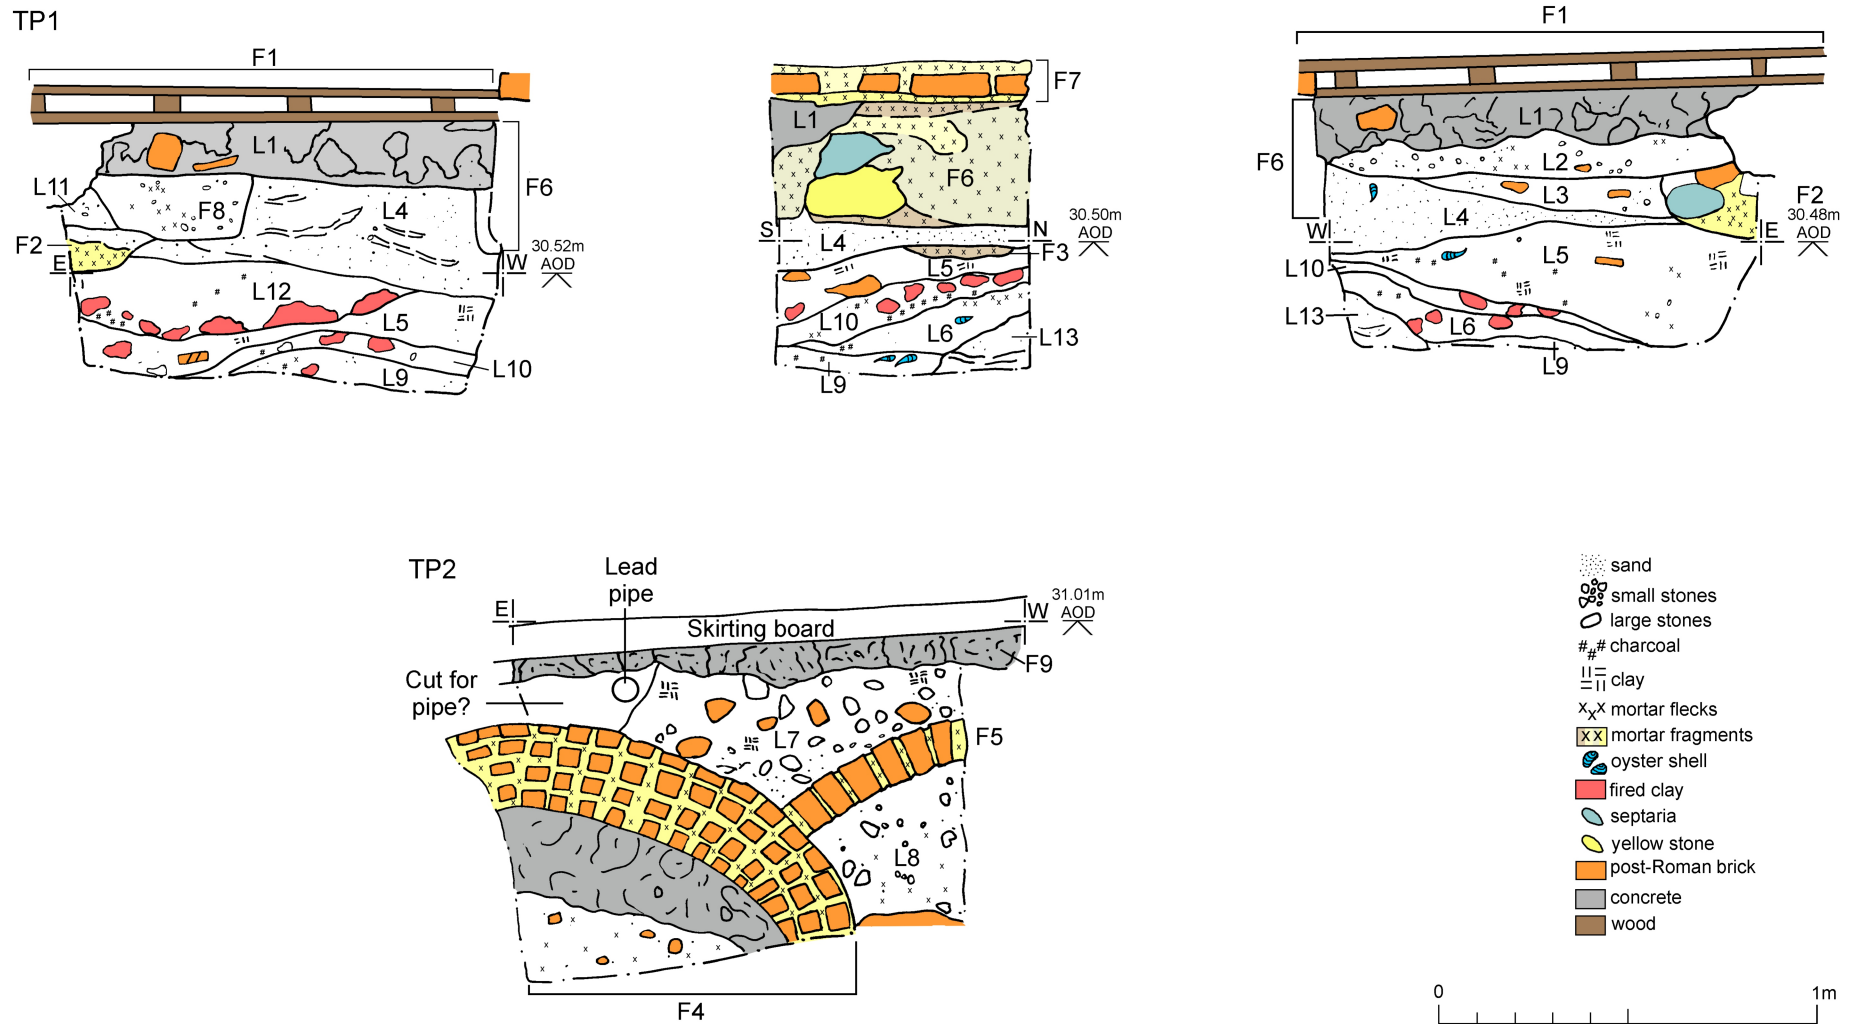 TP1
F1
L1
L11
F8
L4
F6
F2
E
W
30.52m
AOD
L12
L5
L10
L9
F7
L1
F6
S
N
30.50m
AOD
L4
F3
L5
L10
L6
L13
L9
F1
L1
F6
L2
L3
L4
F2
30.48m
AOD
W
E
L5
L10
L13
L6
L9
TP2
Lead
pipe
E
W
31.01m
AOD
Skirting board
F9
Cut for
pipe?
L7
F5
L8
F4
sand
small stones
large stones
charcoal
clay
mortar flecks
mortar fragments
oyster shell
fired clay
septaria
yellow stone
post-Roman brick
concrete
wood
0
1m